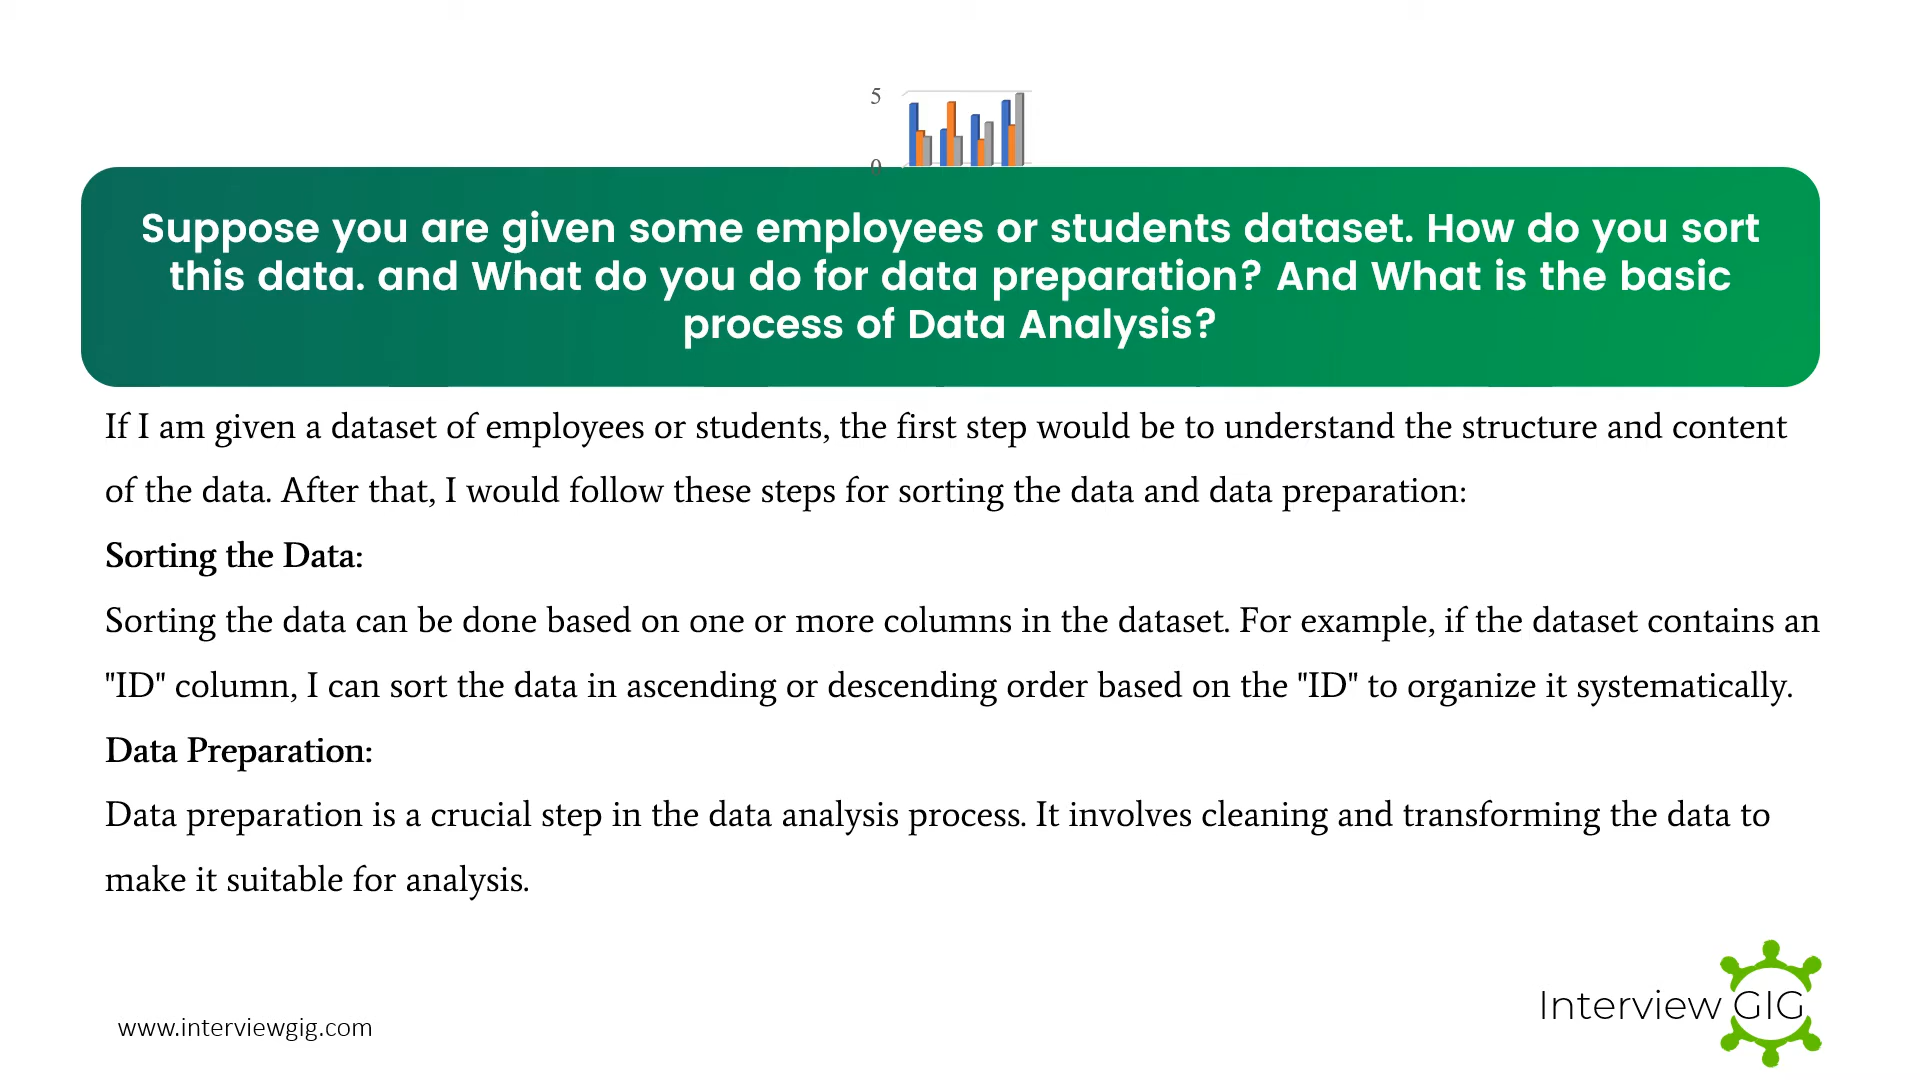 5
0
Suppose you are given some employees or students dataset. How do you sort
this data. and What do you do for data preparation? And What is the basic
process of Data Analysis?
If I am given a dataset of employees or students, the first step would be to understand the structure and content
of the data. After that, I would follow these steps for sorting the data and data preparation:
Sorting the Data:
Sorting the data can be done based on one or more columns in the dataset. For example, if the dataset contains an
"ID" column, I can sort the data in ascending or descending order based on the "ID" to organize it systematically.
Data Preparation:
Data preparation is a crucial step in the data analysis process. It involves cleaning and transforming the data to
make it suitable for analysis.
Interview GIG
www.interviewgig.com